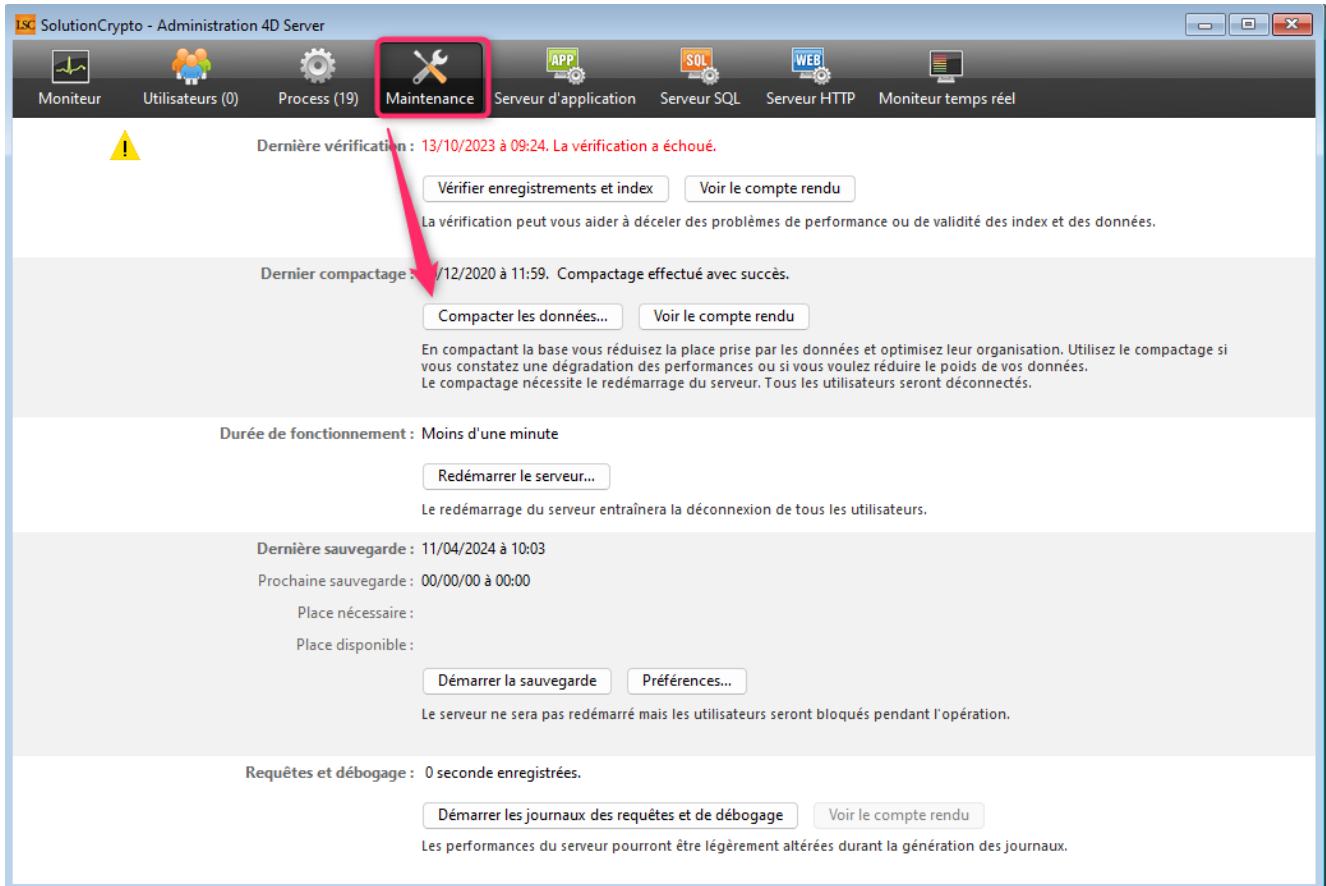 LSC SolutionCrypto - Administration 4D Server
APP SQL WEB
Moniteur Utilisateurs (0) Process (19) Maintenance Serveur d'application Serveur SQL Serveur HTTP Moniteur temps réel
Dernière vérification : 13/10/2023 à 09:24. La vérification a échoué.
Vérifier enregistrements et index Voir le compte rendu
La vérification peut vous aider à déceler des problèmes de performance ou de validité des index et des données.
Dernier compactage : /12/2020 à 11:59. Compactage effectué avec succès.
Compacter les données... Voir le compte rendu
En compactant la base vous réduisez la place prise par les données et optimisez leur organisation. Utilisez le compactage si
vous constatez une dégradation des performances ou si vous voulez réduire le poids de vos données.
Le compactage nécessite le redémarrage du serveur. Tous les utilisateurs seront déconnectés.
Durée de fonctionnement : Moins d'une minute
Redémarrer le serveur...
Le redémarrage du serveur entraînera la déconnexion de tous les utilisateurs.
Dernière sauvegarde : 11/04/2024 à 10:03
Prochaine sauvegarde : 00/00/00 à 00:00
Place nécessaire :
Place disponible :
Démarrer la sauvegarde Préférences...
Le serveur ne sera pas redémarré mais les utilisateurs seront bloqués pendant l'opération.
Requêtes et débogage : 0 seconde enregistrées.
Démarrer les journaux des requêtes et de débogage Voir le compte rendu
Les performances du serveur pourront être légèrement altérées durant la génération des journaux.